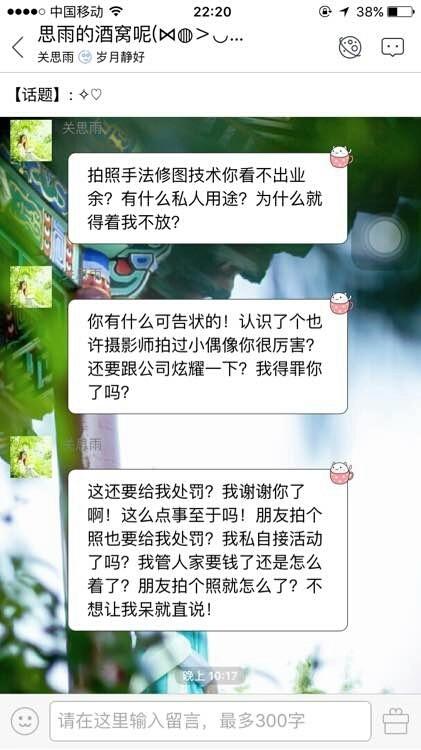 中国移动 22:20 38%
思雨的酒窝呢(⋈◍＞◡...
关思雨 岁月静好
【话题】: ✧♡
关思雨
拍照手法修图技术你看不出业
余？有什么私人用途？为什么就
得着我不放？
关思雨
你有什么可告状的！认识了个也
许摄影师拍过小偶像你很厉害？
还要跟公司炫耀一下？我得罪你
了吗？
关思雨
这还要给我处罚？我谢谢你了
啊！这么点事至于吗！朋友拍个
照也要给我处罚？我私自接活动
了吗？我管人家要钱了还是怎么
着了？朋友拍个照就怎么了？不
想让我呆就直说！
晚上 10:17
请在这里输入留言，最多300字